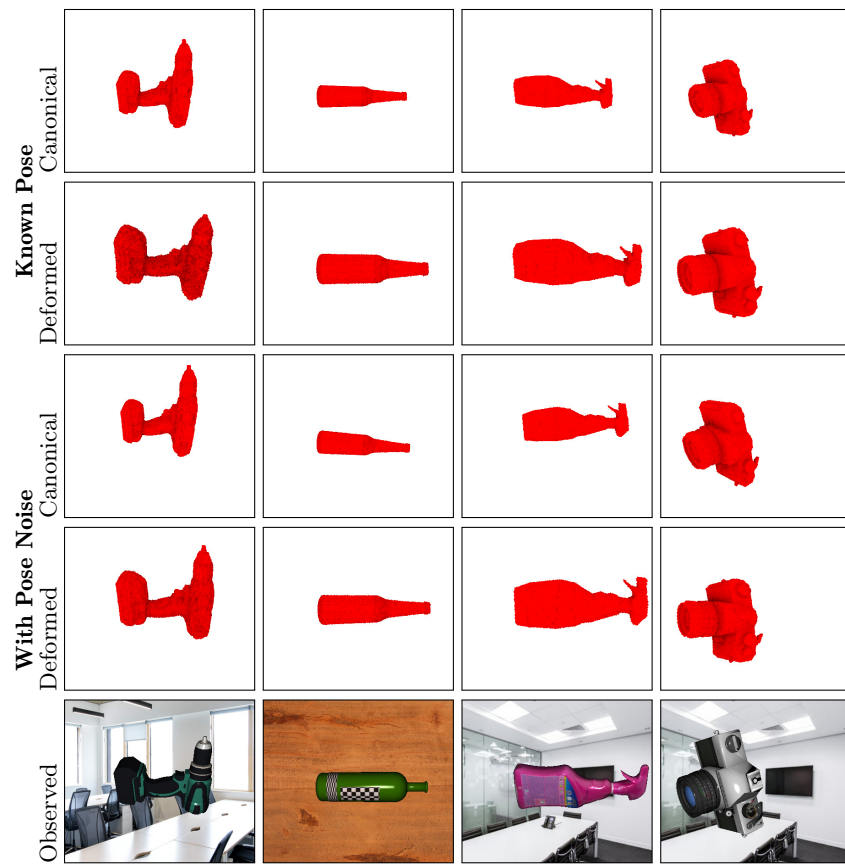 Known Pose
Canonical
Deformed
With Pose Noise
Canonical
Deformed
Observed